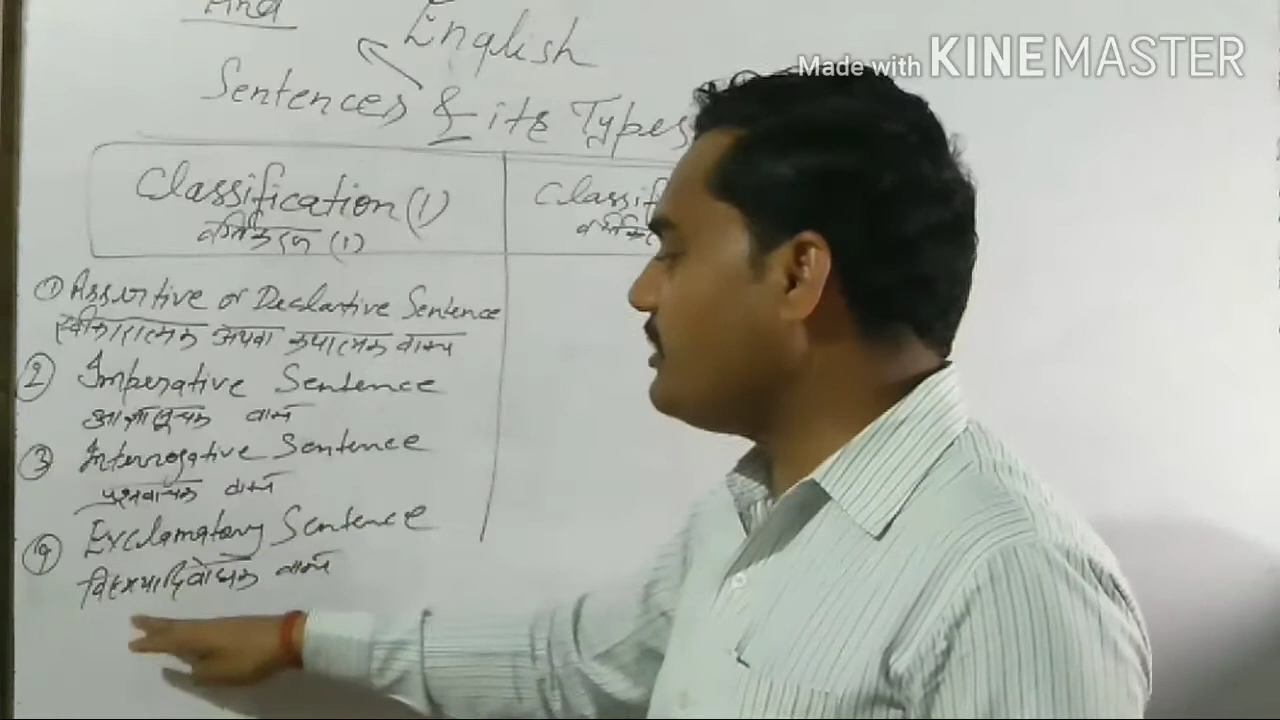 And
English
Made with KINEMASTER
Sentences & its Types
Classification (1)
Classif
वर्गीकरण (1)
① Assertive or Declartive Sentence
स्वीकारात्मक अथवा कथात्मक वाक्य
② Imperative Sentence
आज्ञासूचक वाक्य
③ Interrogative Sentence
प्रश्नवाचक वाक्य
④ Exclamatory Sentence
विस्मयादिबोधक वाक्य